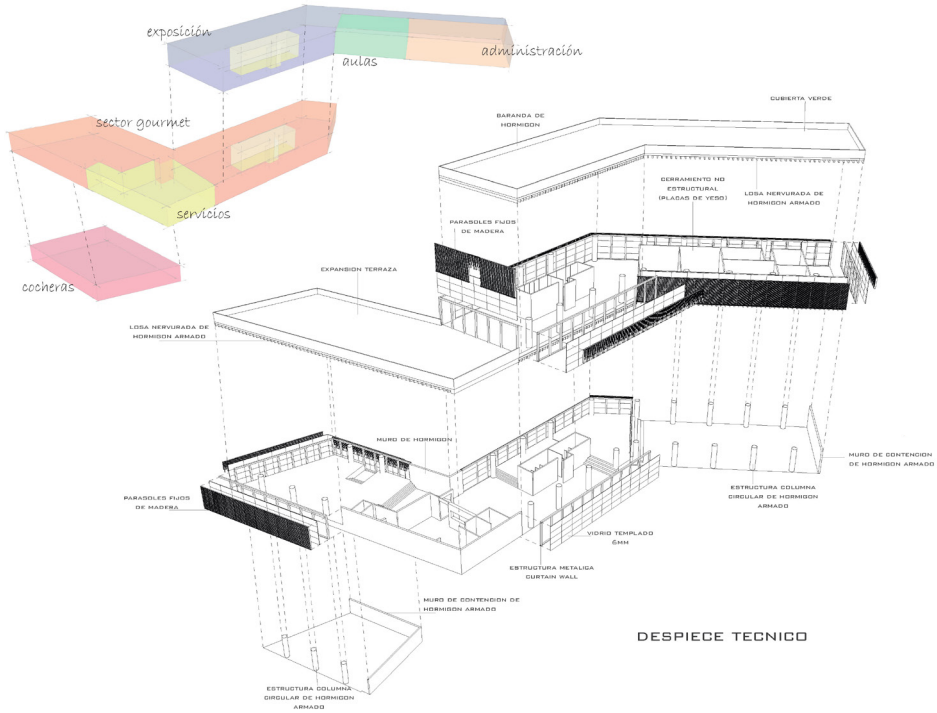 exposición
aulas
administración
sector gourmet
servicios
cocheras
CUBIERTA VERDE
BARANDA DE
HORMIGON
CERRAMIENTO NO
ESTRUCTURAL
(PLACAS DE YESO)
LOSA NERVURADA DE
HORMIGON ARMADO
PARASOLES FIJOS
DE MADERA
EXPANSION TERRAZA
LOSA NERVURADA DE
HORMIGON ARMADO
MURO DE HORMIGON
MURO DE CONTENCION
DE HORMIGON ARMADO
ESTRUCTURA COLUMNA
CIRCULAR DE HORMIGON
ARMADO
PARASOLES FIJOS
DE MADERA
VIDRIO TEMPLADO
6MM
ESTRUCTURA METALICA
CURTAIN WALL
MURO DE CONTENCION DE
HORMIGON ARMADO
DESPIECE TECNICO
ESTRUCTURA COLUMNA
CIRCULAR DE HORMIGON
ARMADO